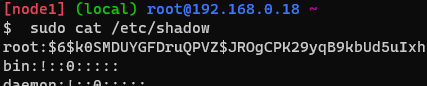 [node1] (local) root@192.168.0.18 ~
$  sudo cat /etc/shadow
root:$6$k0SMDUYGFDruQPVZ$JROgCPK29yqB9kbUd5uIxh
bin:!::0:::::
daemon:!::0:::::